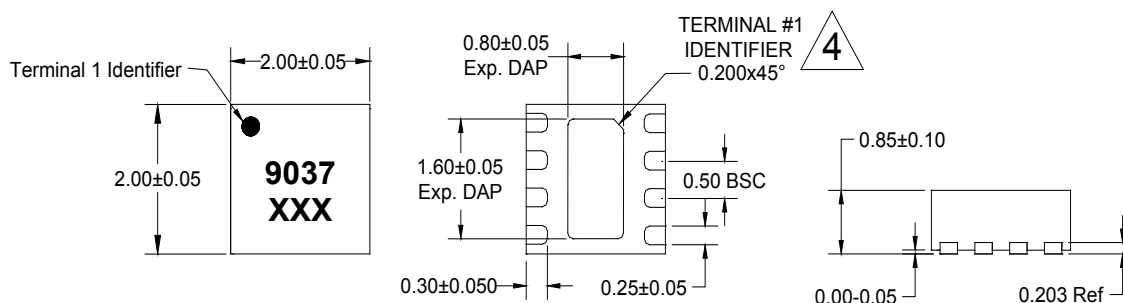 Terminal 1 Identifier
2.00±0.05
2.00±0.05
9037
XXX
0.80±0.05
Exp. DAP
TERMINAL #1
IDENTIFIER
0.200x45°
4
1.60±0.05
Exp. DAP
0.50 BSC
0.30±0.050
0.25±0.05
0.85±0.10
0.00-0.05
0.203 Ref